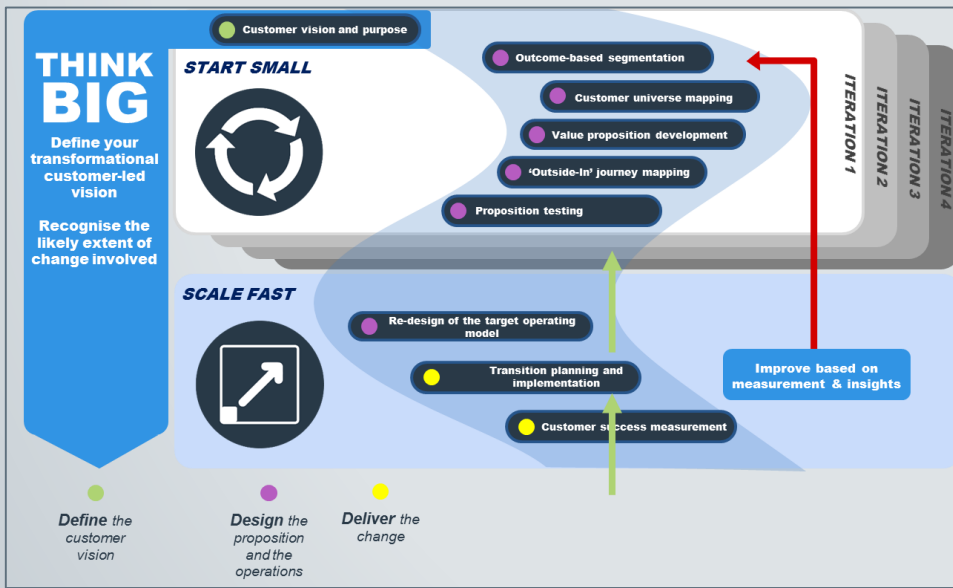 THINK
BIG
Define your
transformational
customer-led
vision
Recognise the
likely extent of
change involved
Customer vision and purpose
START SMALL
Outcome-based segmentation
Customer universe mapping
Value proposition development
‘Outside-In’ journey mapping
Proposition testing
ITERATION 1
ITERATION 2
ITERATION 3
ITERATION 4
SCALE FAST
Re-design of the target operating
model
Transition planning and
implementation
Customer success measurement
Improve based on
measurement & insights
Define the
customer
vision
Design the
proposition
and the
operations
Deliver the
change